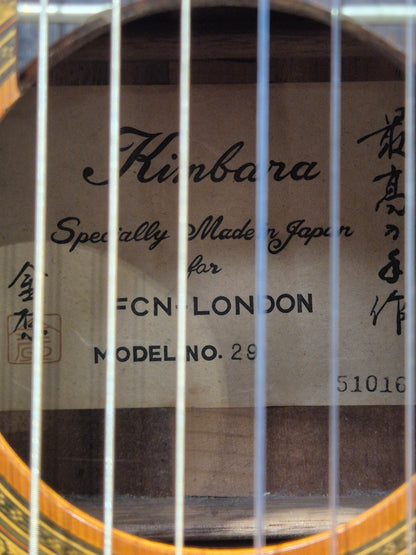 Kimbara
Specially Made in Japan
for
FCN-LONDON
MODEL NO. 29
51016
最高の手作